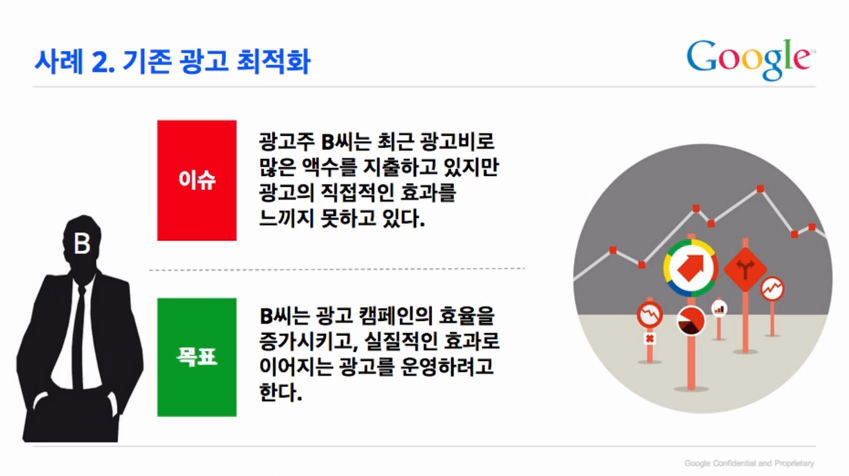 사례 2. 기존 광고 최적화
Google
이슈
광고주 B씨는 최근 광고비로
많은 액수를 지출하고 있지만
광고의 직접적인 효과를
느끼지 못하고 있다.
B
목표
B씨는 광고 캠페인의 효율을
증가시키고, 실질적인 효과로
이어지는 광고를 운영하려고
한다.
Google Confidential and Proprietary